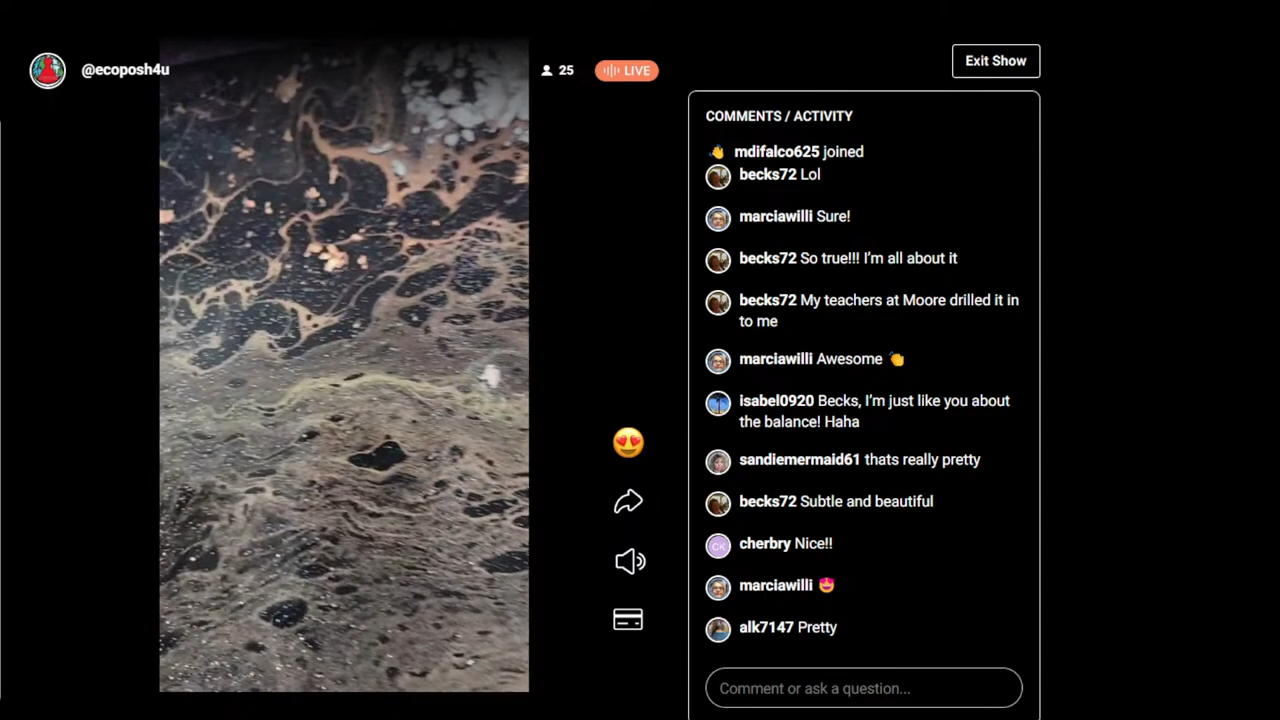 @ecoposh4u
25
LIVE
Exit Show
COMMENTS / ACTIVITY
mdifalco625 joined
becks72 Lol
marciawilli Sure!
becks72 So true!!! I'm all about it
becks72 My teachers at Moore drilled it in
to me
marciawilli Awesome 👏
isabel0920 Becks, I'm just like you about
the balance! Haha
sandiemermaid61 thats really pretty
becks72 Subtle and beautiful
CK
cherbry Nice!!
marciawilli 😍
alk7147 Pretty
Comment or ask a question...